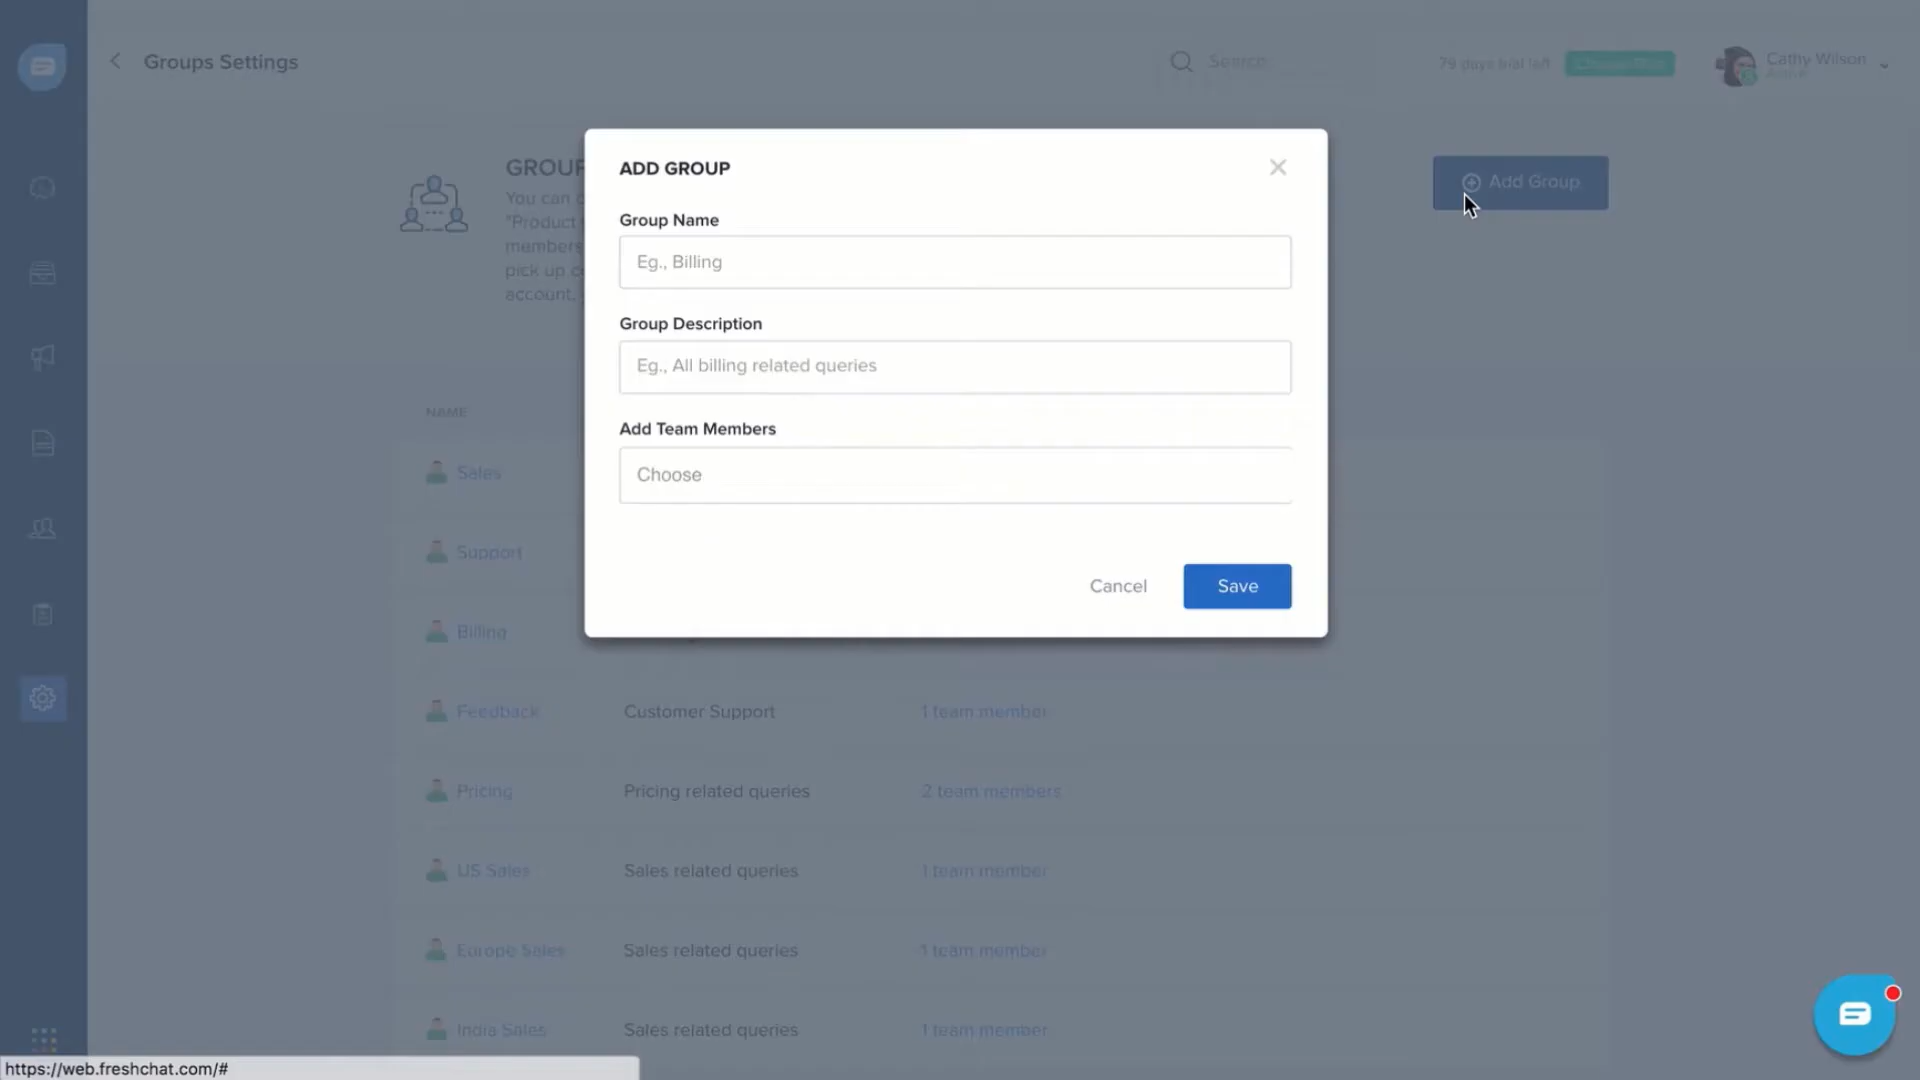 Groups Settings
Search
79 days trial left
Cathy Wilson
Active
GROUP
You can
"Product
members
pick up
account,
Add Group
ADD GROUP
Group Name
Eg., Billing
Group Description
Eg., All billing related queries
Add Team Members
Choose
Cancel
Save
NAME
Sales
Support
Billing
Feedback Customer Support 1 team member
Pricing Pricing related queries 2 team members
US Sales Sales related queries 1 team member
Europe Sales Sales related queries 1 team member
India Sales Sales related queries 1 team member
https://web.freshchat.com/#